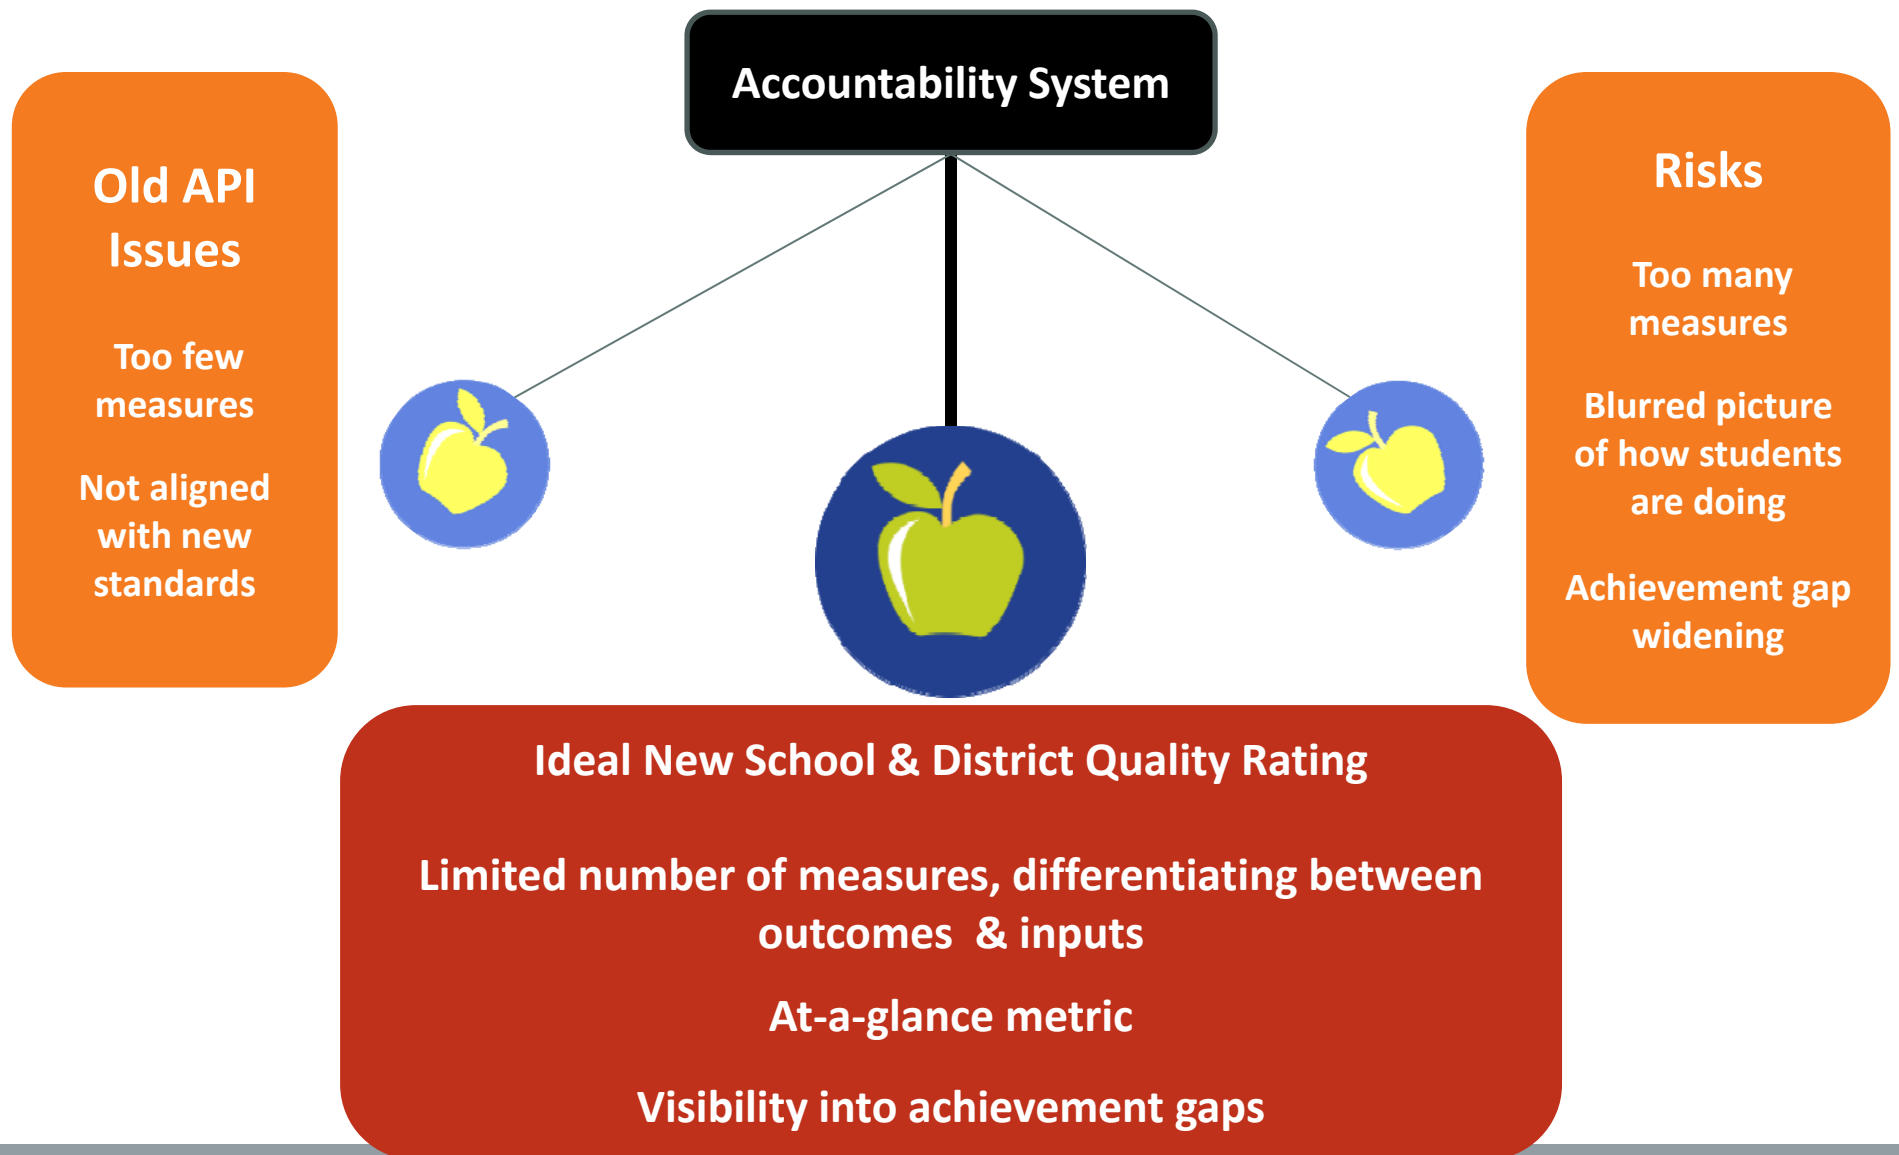 Accountability System
Old API
Issues
Too few
measures
Not aligned
with new
standards
Risks
Too many
measures
Blurred picture
of how students
are doing
Achievement gap
widening
Ideal New School & District Quality Rating
Limited number of measures, differentiating between
outcomes & inputs
At-a-glance metric
Visibility into achievement gaps